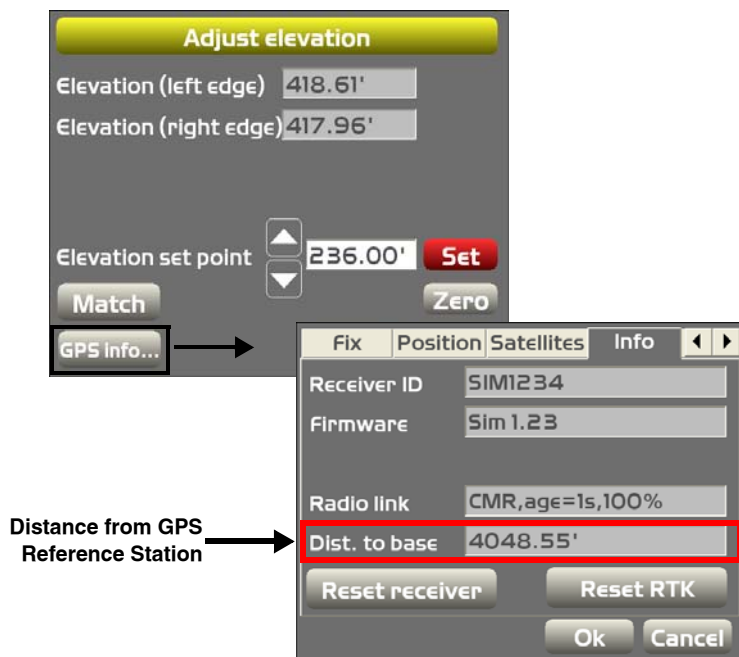 Adjust elevation
Elevation (left edge) 418.61'
Elevation (right edge) 417.96'
Elevation set point 236.00' Set
Match Zero
GPS info...
Fix Position Satellites Info
Receiver ID SIM1234
Firmware Sim 1.23
Radio link CMR,age=1s,100%
Distance from GPS
Reference Station
Dist. to base 4048.55'
Reset receiver Reset RTK
Ok Cancel